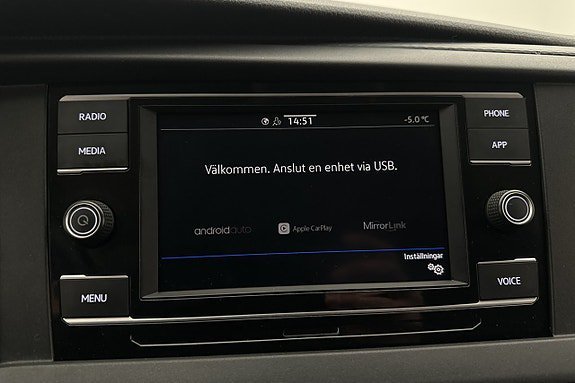 RADIO
MEDIA
MENU
14:51
-5.0 °C
Välkommen. Anslut en enhet via USB.
androidauto
Apple CarPlay
MirrorLink
Inställningar
PHONE
APP
VOICE